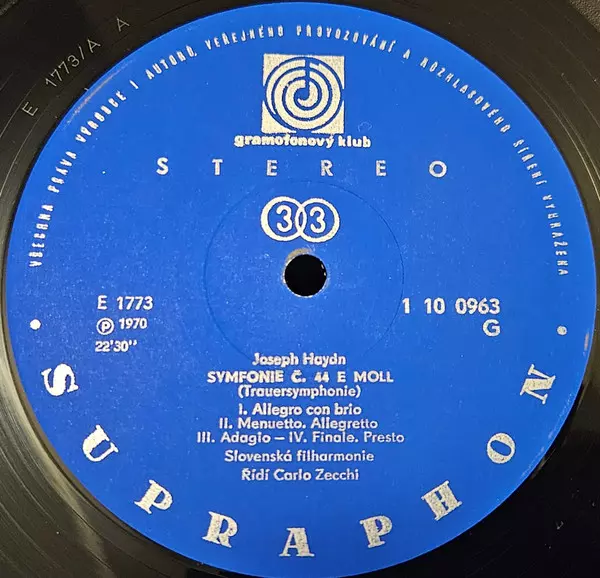 E 1773/A A
VŠECHNA PRÁVA VÝROBCE I AUTORŮ, VEŘEJNÉHO PROVOZOVÁNÍ A ROZHLASOVÉHO ŠÍŘENÍ VYHRAZENA
gramofonový klub
STEREO
33
E 1773
1 10 0963
℗ 1970
G
22'30''
Joseph Haydn
SYMFONIE Č. 44 E MOLL
(Trauersymphonie)
I. Allegro con brio
II. Menuetto. Allegretto
III. Adagio – IV. Finale. Presto
Slovenská filharmonie
Řídí Carlo Zecchi
• SUPRAPHON •